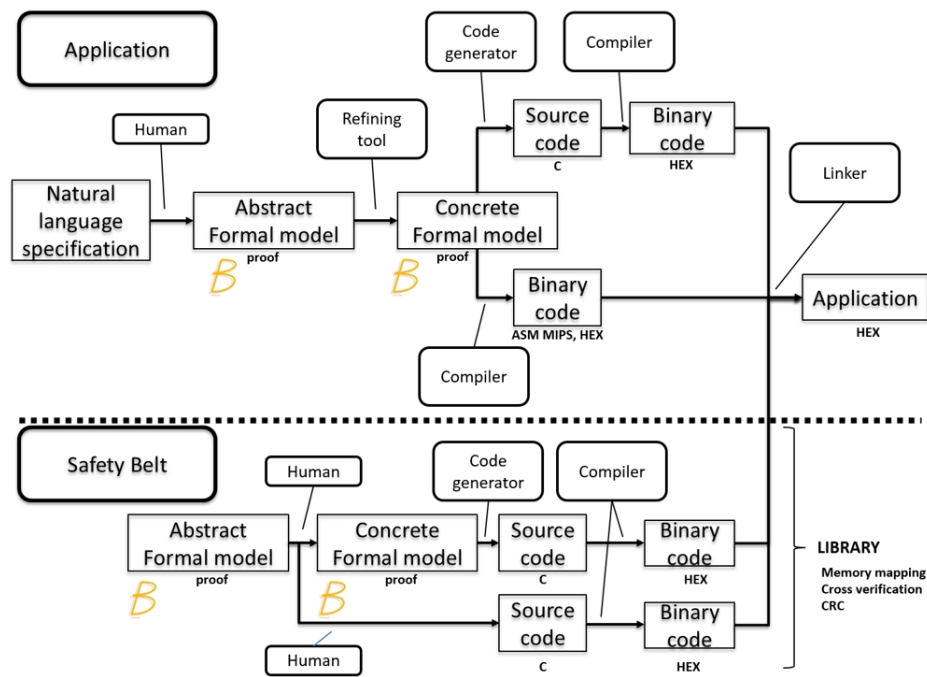 Application
Code
generator
Compiler
Human
Refining
tool
Source
code
C
Binary
code
HEX
Linker
Natural
language
specification
Abstract
Formal model
proof
B
Concrete
Formal model
proof
B
Binary
code
ASM MIPS, HEX
Application
HEX
Compiler
Safety Belt
Human
Code
generator
Compiler
Abstract
Formal model
proof
B
Concrete
Formal model
proof
B
Source
code
C
Binary
code
HEX
LIBRARY
Memory mapping
Cross verification
CRC
Human
Source
code
C
Binary
code
HEX